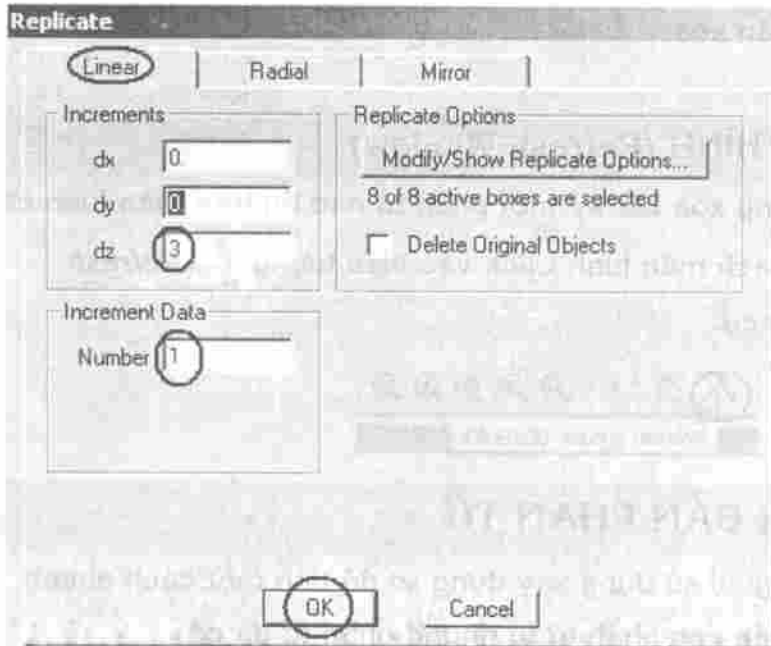 Replicate
Linear
Radial
Mirror
Increments
dx 0.
dy 0
dz 3
Increment Data
Number 1
Replicate Options
Modify/Show Replicate Options...
8 of 8 active boxes are selected
Delete Original Objects
OK
Cancel